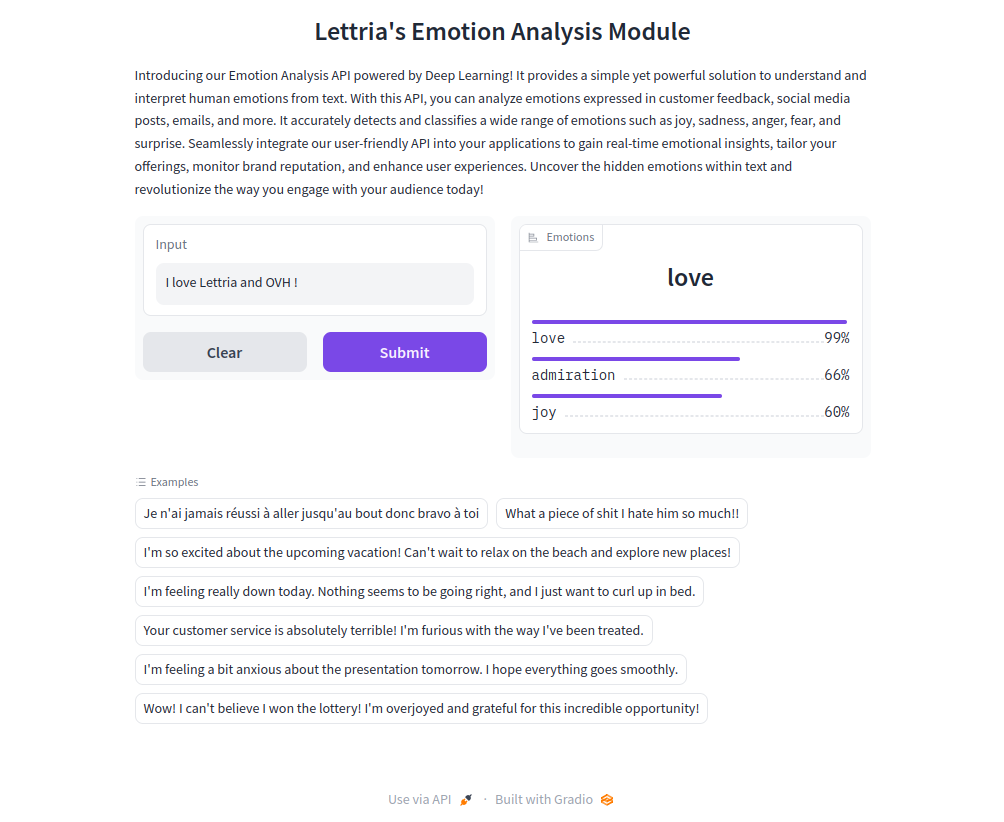 Lettria's Emotion Analysis Module
Introducing our Emotion Analysis API powered by Deep Learning! It provides a simple yet powerful solution to understand and
interpret human emotions from text. With this API, you can analyze emotions expressed in customer feedback, social media
posts, emails, and more. It accurately detects and classifies a wide range of emotions such as joy, sadness, anger, fear, and
surprise. Seamlessly integrate our user-friendly API into your applications to gain real-time emotional insights, tailor your
offerings, monitor brand reputation, and enhance user experiences. Uncover the hidden emotions within text and
revolutionize the way you engage with your audience today!
Input
I love Lettria and OVH !
Clear
Submit
Emotions
love
love 99%
admiration 66%
joy 60%
Examples
Je n'ai jamais réussi à aller jusqu'au bout donc bravo à toi
What a piece of shit I hate him so much!!
I'm so excited about the upcoming vacation! Can't wait to relax on the beach and explore new places!
I'm feeling really down today. Nothing seems to be going right, and I just want to curl up in bed.
Your customer service is absolutely terrible! I'm furious with the way I've been treated.
I'm feeling a bit anxious about the presentation tomorrow. I hope everything goes smoothly.
Wow! I can't believe I won the lottery! I'm overjoyed and grateful for this incredible opportunity!
Use via API · Built with Gradio